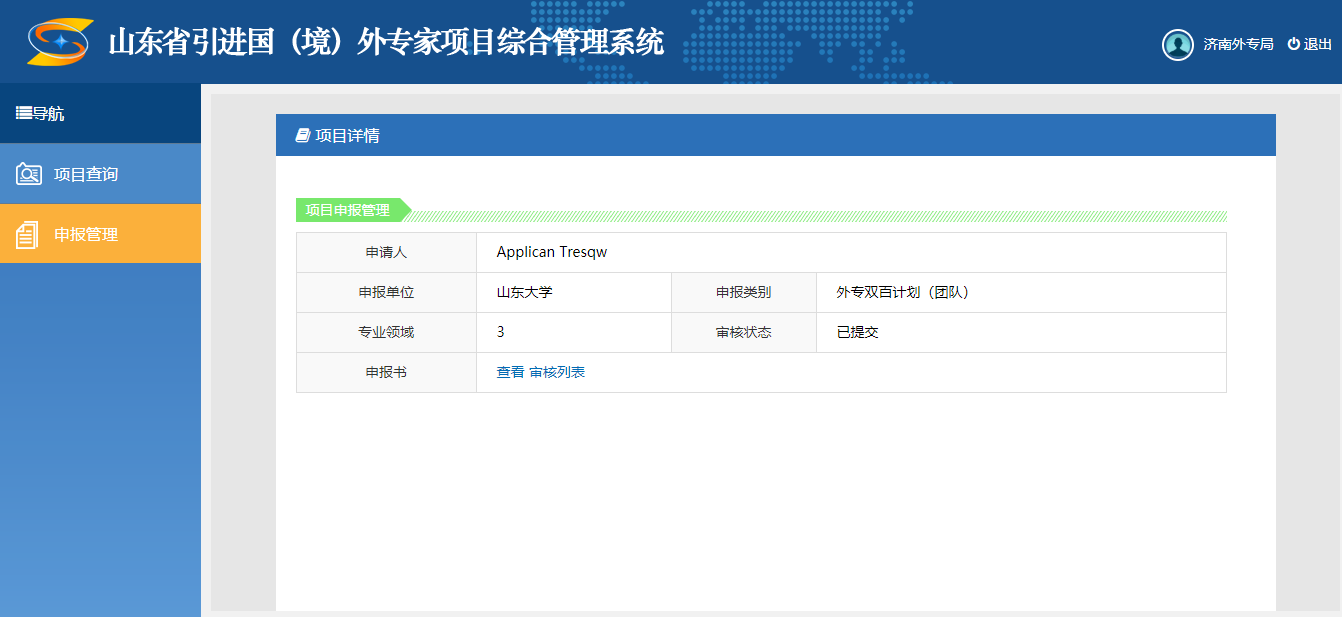 山东省引进国（境）外专家项目综合管理系统
济南外专局 退出
导航
项目查询
申报管理
项目详情
项目申报管理
申请人 Applican Tresqw
申报单位 山东大学 申报类别 外专双百计划（团队）
专业领域 3 审核状态 已提交
申报书 查看 审核列表